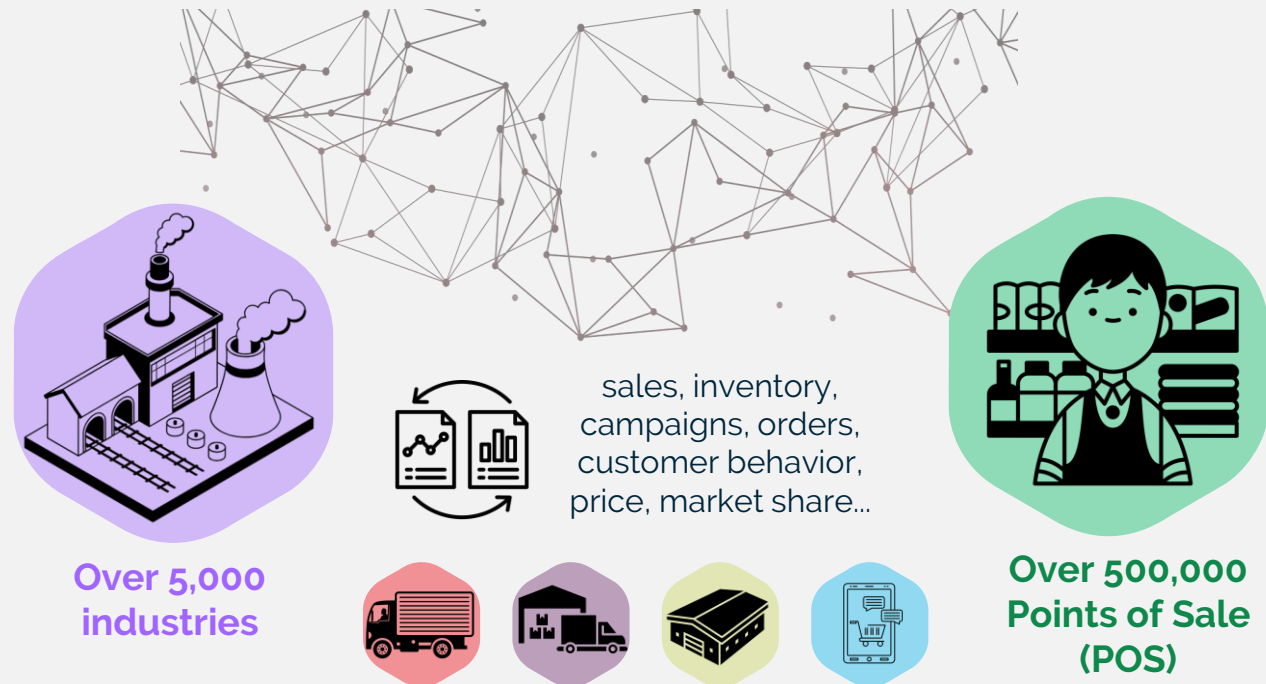 sales, inventory,
campaigns, orders,
customer behavior,
price, market share...
Over 5,000
industries
Over 500,000
Points of Sale
(POS)